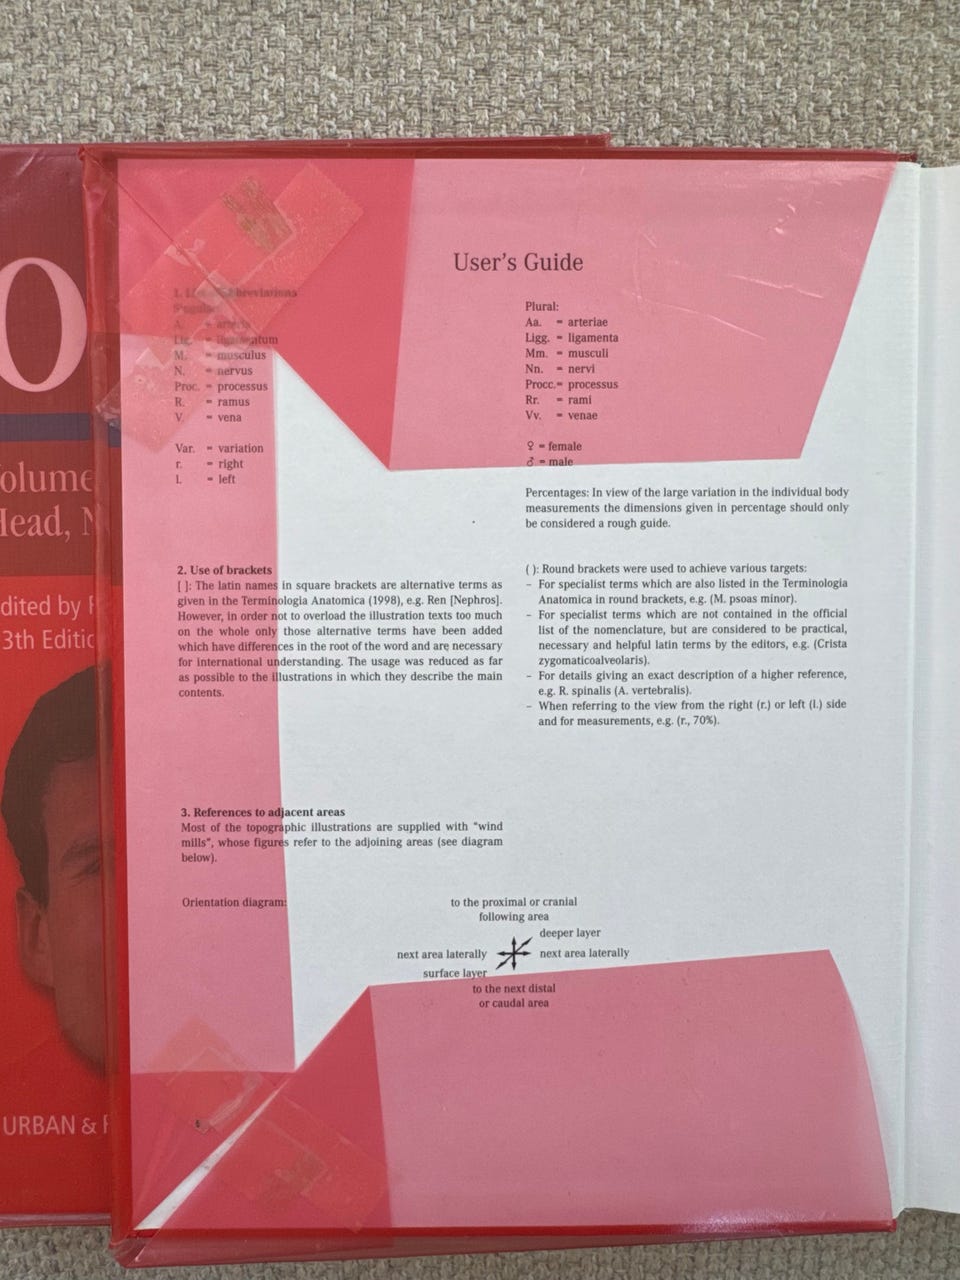 O
olume
Head, N
dited by
3th Editio
URBAN &
User's Guide
1. List of abbreviations
Singular:
A. = arteria
Lig. = ligamentum
M. = musculus
N. = nervus
Proc. = processus
R. = ramus
V. = vena
Var. = variation
r. = right
l. = left
Plural:
Aa. = arteriae
Ligg. = ligamenta
Mm. = musculi
Nn. = nervi
Procc.= processus
Rr. = rami
Vv. = venae
♀ = female
♂ = male
Percentages: In view of the large variation in the individual body
measurements the dimensions given in percentage should only
be considered a rough guide.
2. Use of brackets
[ ]: The latin names in square brackets are alternative terms as
given in the Terminologia Anatomica (1998), e.g. Ren [Nephros].
However, in order not to overload the illustration texts too much
on the whole only those alternative terms have been added
which have differences in the root of the word and are necessary
for international understanding. The usage was reduced as far
as possible to the illustrations in which they describe the main
contents.
( ): Round brackets were used to achieve various targets:
– For specialist terms which are also listed in the Terminologia
Anatomica in round brackets, e.g. (M. psoas minor).
– For specialist terms which are not contained in the official
list of the nomenclature, but are considered to be practical,
necessary and helpful latin terms by the editors, e.g. (Crista
zygomaticoalveolaris).
– For details giving an exact description of a higher reference,
e.g. R. spinalis (A. vertebralis).
– When referring to the view from the right (r.) or left (l.) side
and for measurements, e.g. (r., 70%).
3. References to adjacent areas
Most of the topographic illustrations are supplied with "wind
mills", whose figures refer to the adjoining areas (see diagram
below).
Orientation diagram:
to the proximal or cranial
following area
deeper layer
next area laterally
next area laterally
surface layer
to the next distal
or caudal area